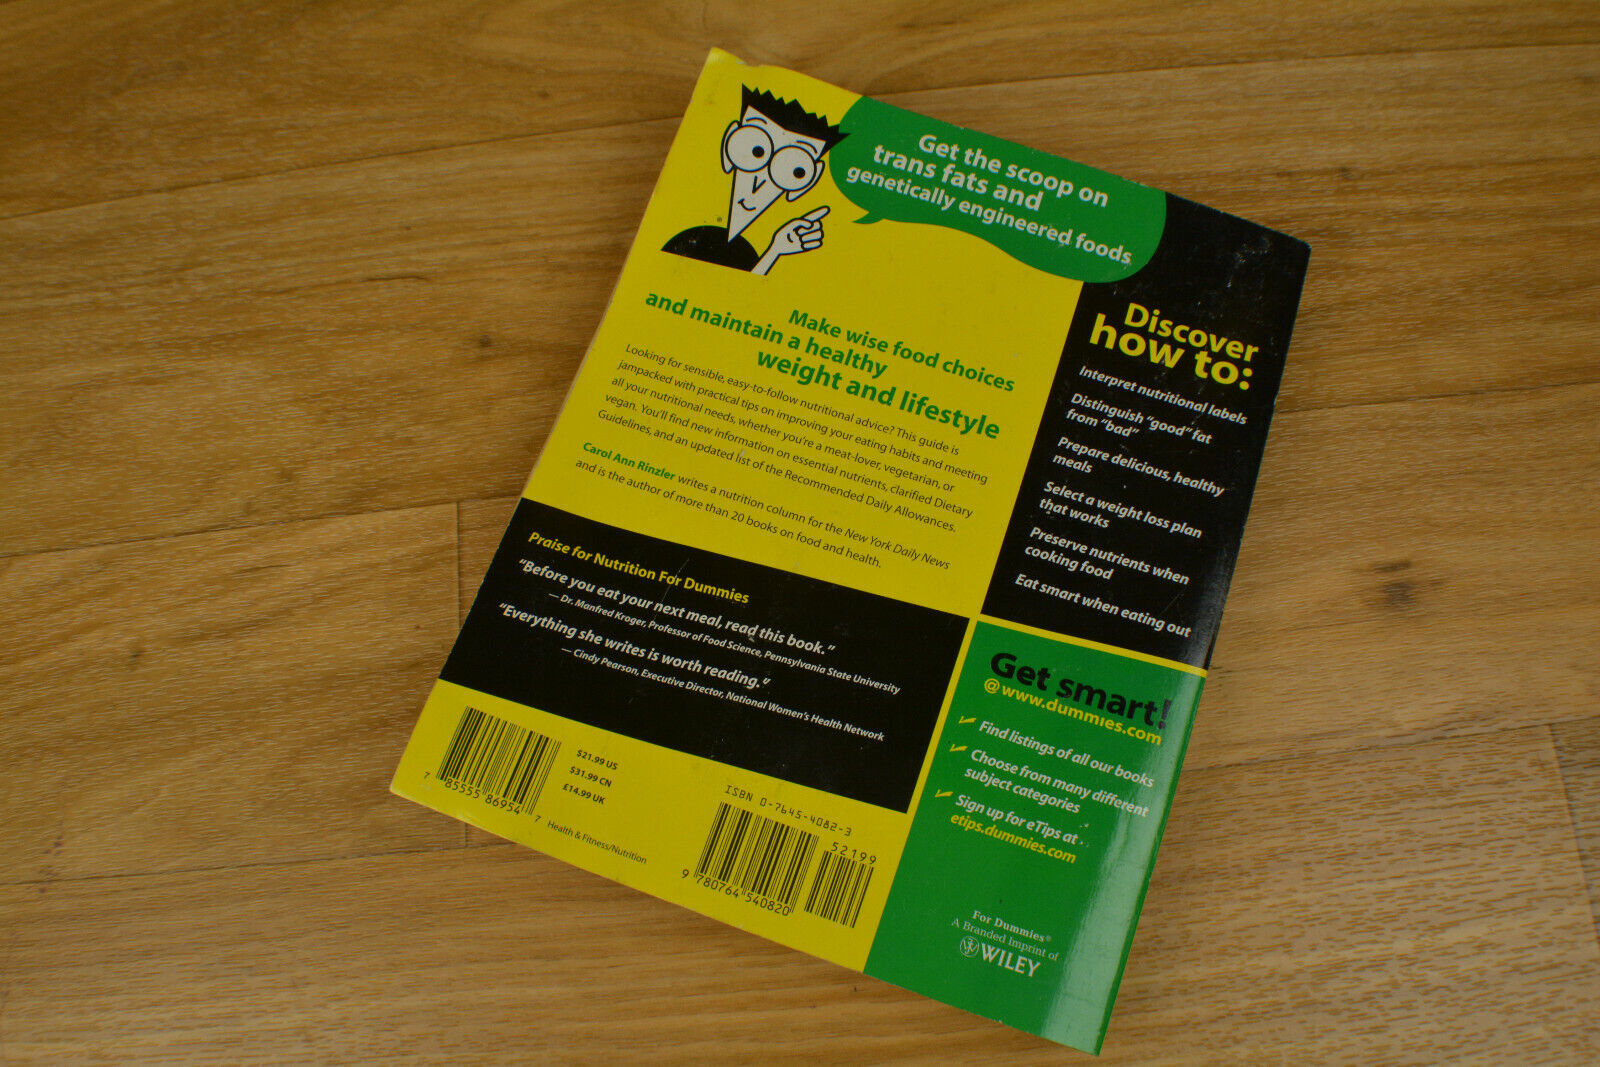 Get the scoop on
trans fats and
genetically engineered foods
Make wise food choices
and maintain a healthy
weight and lifestyle
Looking for sensible, easy-to-follow nutritional advice? This guide is
jampacked with practical tips on improving your eating habits and meeting
all your nutritional needs, whether you're a meat-lover, vegetarian, or
vegan. You'll find new information on essential nutrients, clarified Dietary
Guidelines, and an updated list of the Recommended Daily Allowances.
Carol Ann Rinzler writes a nutrition column for the New York Daily News
and is the author of more than 20 books on food and health.
Praise for Nutrition For Dummies
"Before you eat your next meal, read this book."
— Dr. Manfred Kroger, Professor of Food Science, Pennsylvania State University
"Everything she writes is worth reading."
— Cindy Pearson, Executive Director, National Women's Health Network
Discover
how to:
Interpret nutritional labels
Distinguish "good" fat
from "bad"
Prepare delicious, healthy
meals
Select a weight loss plan
that works
Preserve nutrients when
cooking food
Eat smart when eating out
Get smart!
@www.dummies.com
Find listings of all our books
Choose from many different
subject categories
Sign up for eTips at
etips.dummies.com
For Dummies®
A Branded Imprint of
WILEY
$21.99 US
$31.99 CN
£14.99 UK
7 85555 86954 7
Health & Fitness/Nutrition
ISBN 0-7645-4082-3
52199
9 780764 540820